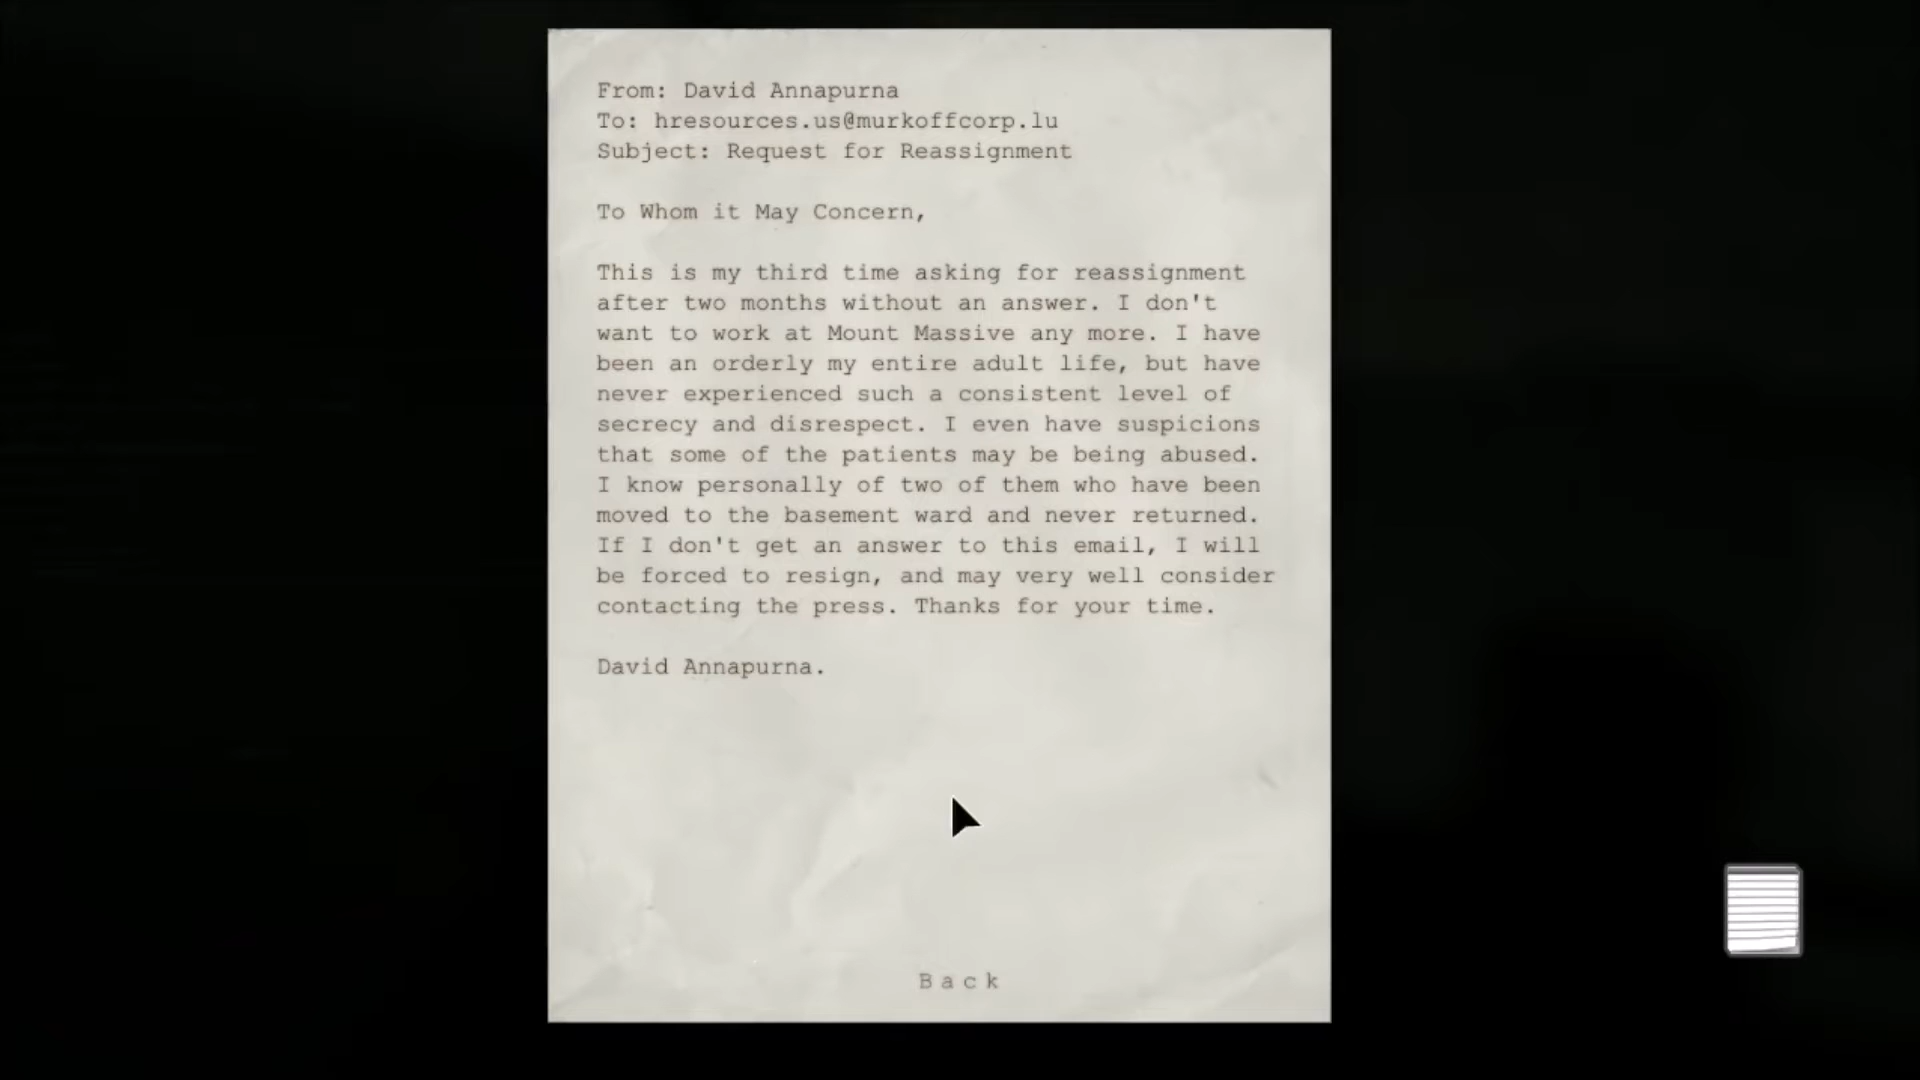 From: David Annapurna
To: hresources.us@murkoffcorp.lu
Subject: Request for Reassignment
To Whom it May Concern,
This is my third time asking for reassignment
after two months without an answer. I don't
want to work at Mount Massive any more. I have
been an orderly my entire adult life, but have
never experienced such a consistent level of
secrecy and disrespect. I even have suspicions
that some of the patients may be being abused.
I know personally of two of them who have been
moved to the basement ward and never returned.
If I don't get an answer to this email, I will
be forced to resign, and may very well consider
contacting the press. Thanks for your time.
David Annapurna.
Back